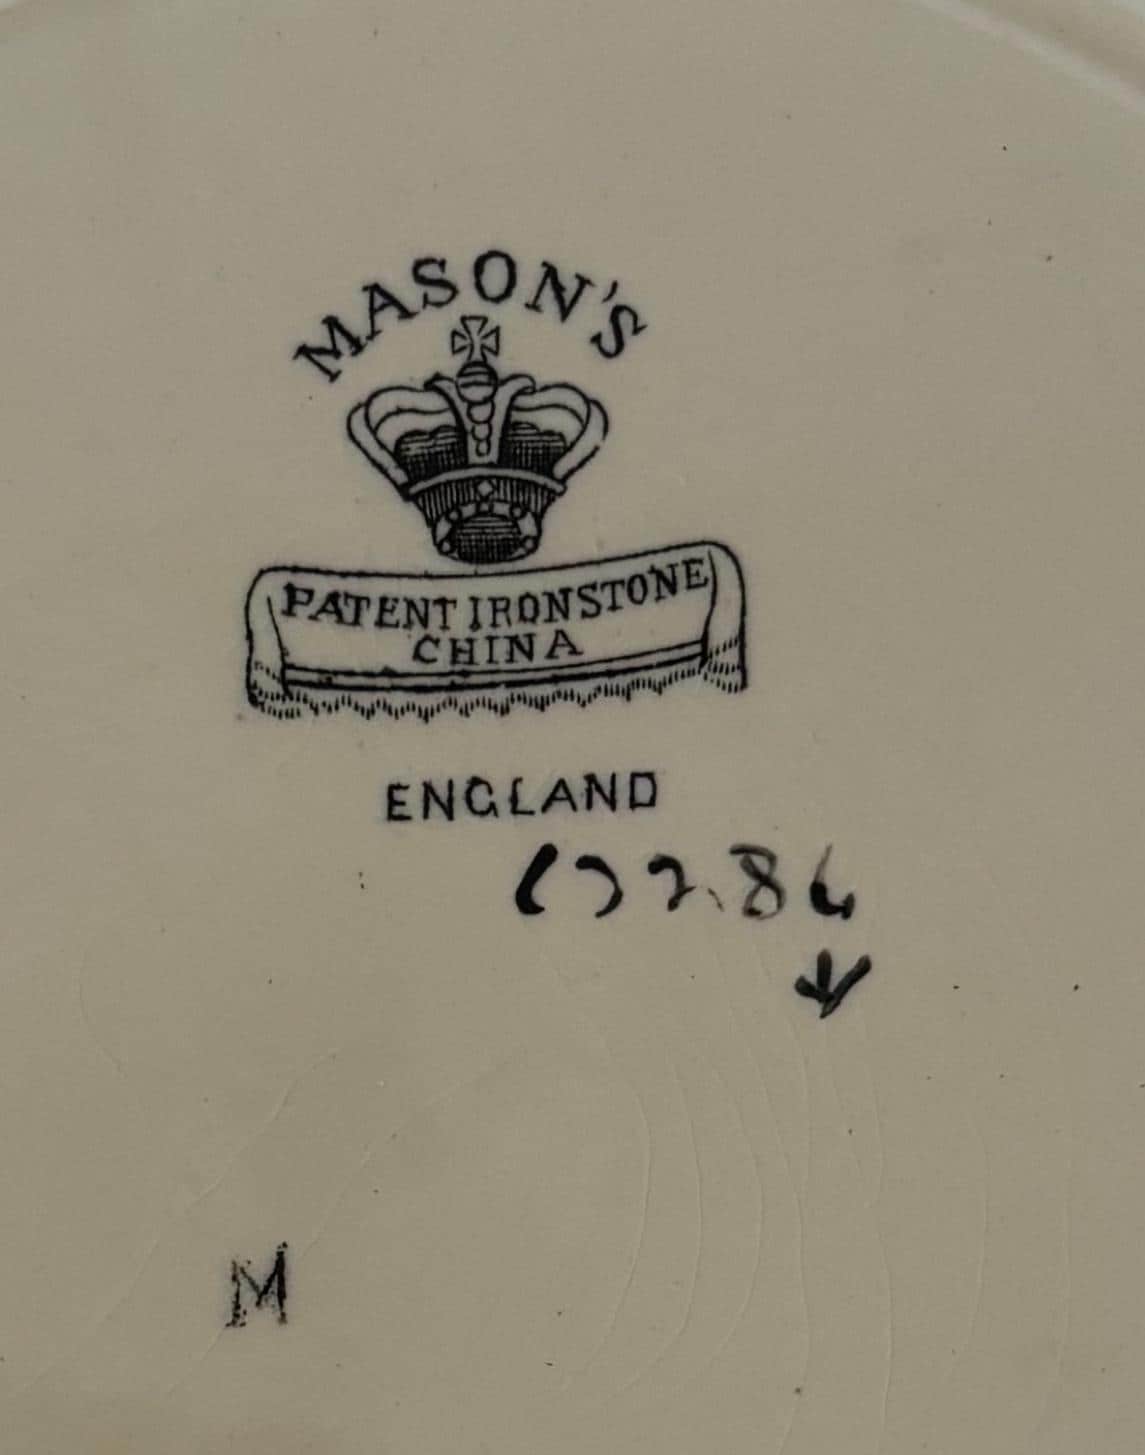 MASON'S
PATENT IRONSTONE
CHINA
ENGLAND
M